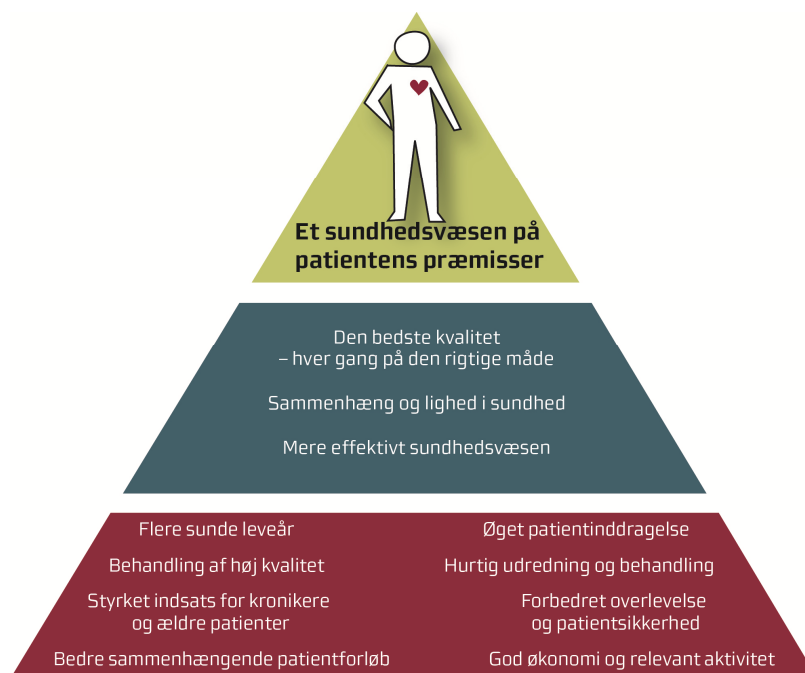 Et sundhedsvæsen på
patientens præmisser
Den bedste kvalitet
– hver gang på den rigtige måde
Sammenhæng og lighed i sundhed
Mere effektivt sundhedsvæsen
Flere sunde leveår
Behandling af høj kvalitet
Styrket indsats for kronikere
og ældre patienter
Bedre sammenhængende patientforløb
Øget patientinddragelse
Hurtig udredning og behandling
Forbedret overlevelse
og patientsikkerhed
God økonomi og relevant aktivitet